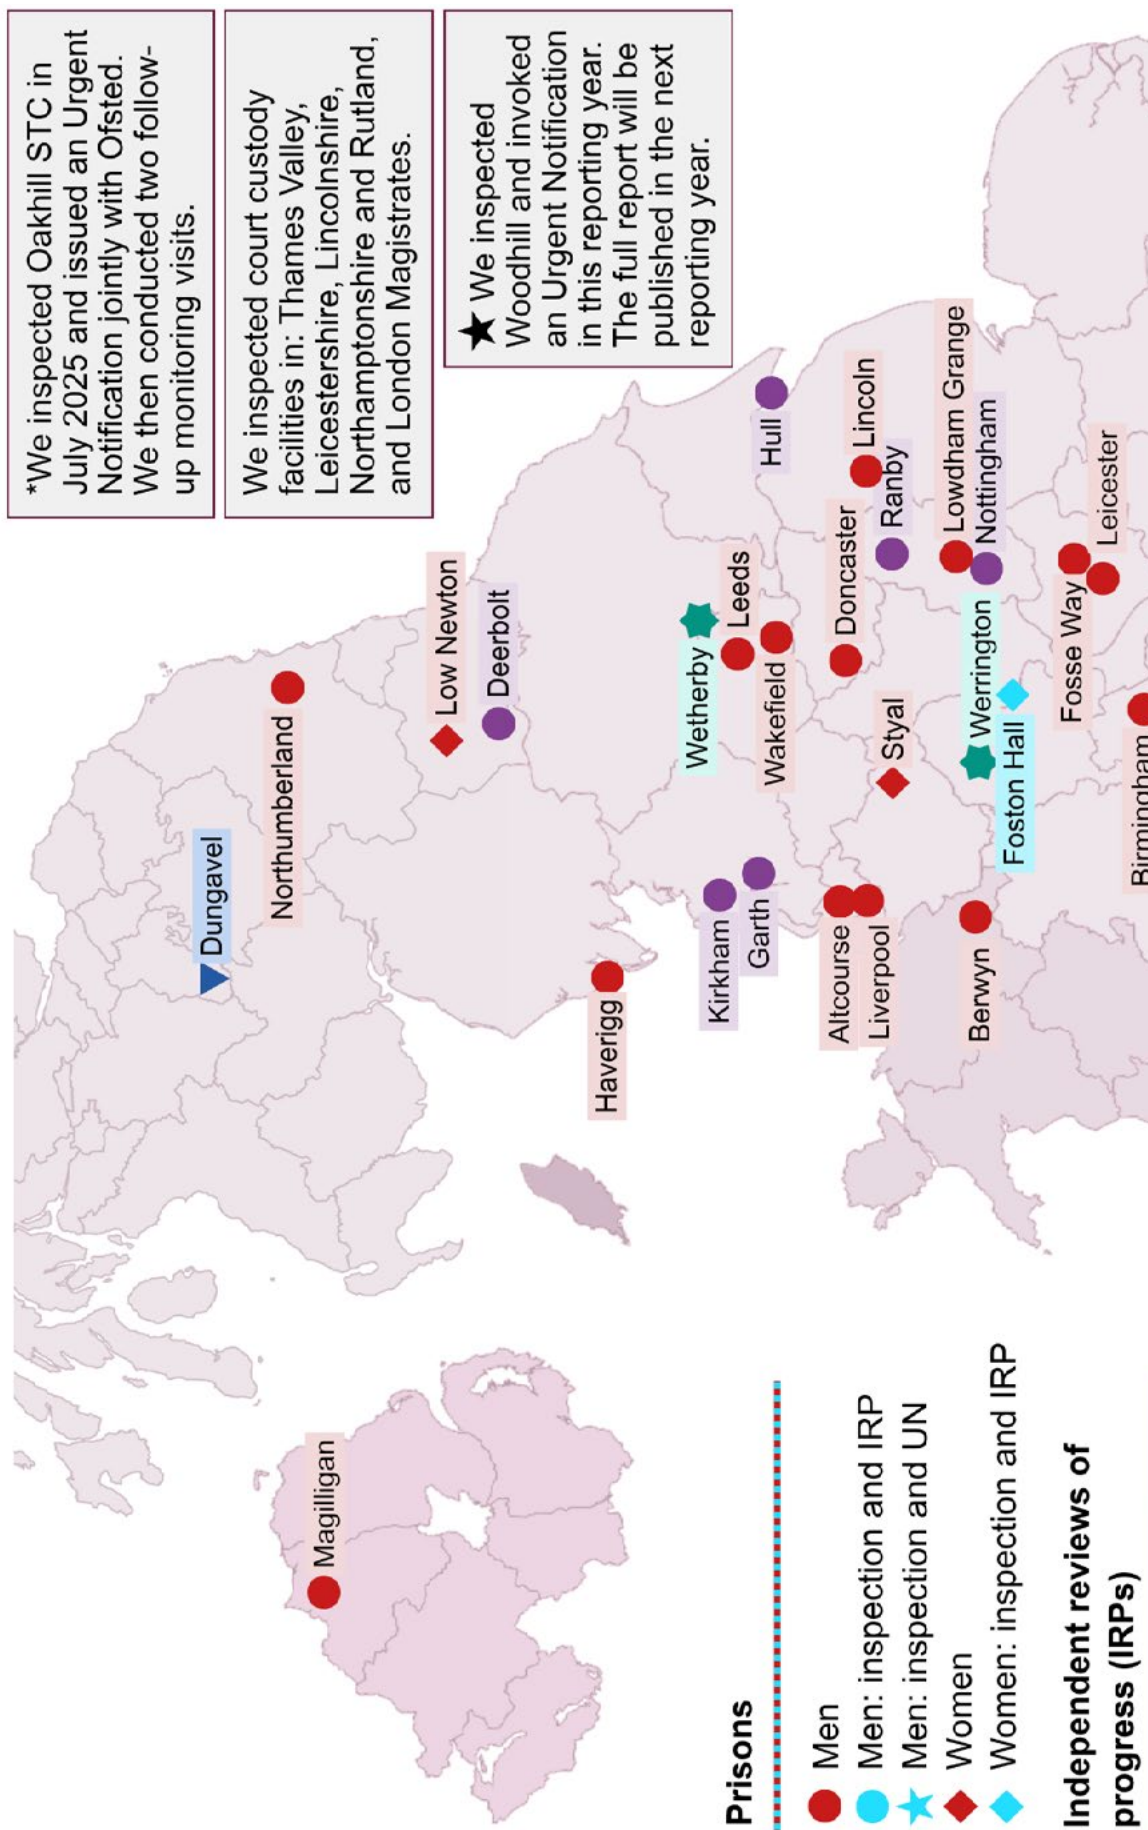 *We inspected Oakhill STC in
July 2025 and issued an Urgent
Notification jointly with Ofsted.
We then conducted two follow-
up monitoring visits.
We inspected court custody
facilities in: Thames Valley,
Leicestershire, Lincolnshire,
Northamptonshire and Rutland,
and London Magistrates.
★ We inspected
Woodhill and invoked
an Urgent Notification
in this reporting year.
The full report will be
published in the next
reporting year.
Dungavel
Northumberland
Magilligan
Low Newton
Deerbolt
Haverigg
Wetherby
Kirkham
Leeds
Garth
Hull
Wakefield
Doncaster
Altcourse
Lincoln
Liverpool
Ranby
Styal
Lowdham Grange
Berwyn
Werrington
Nottingham
Foston Hall
Fosse Way
Leicester
Birmingham
Prisons
Men
Men: inspection and IRP
Men: inspection and UN
Women
Women: inspection and IRP
Independent reviews of
progress (IRPs)